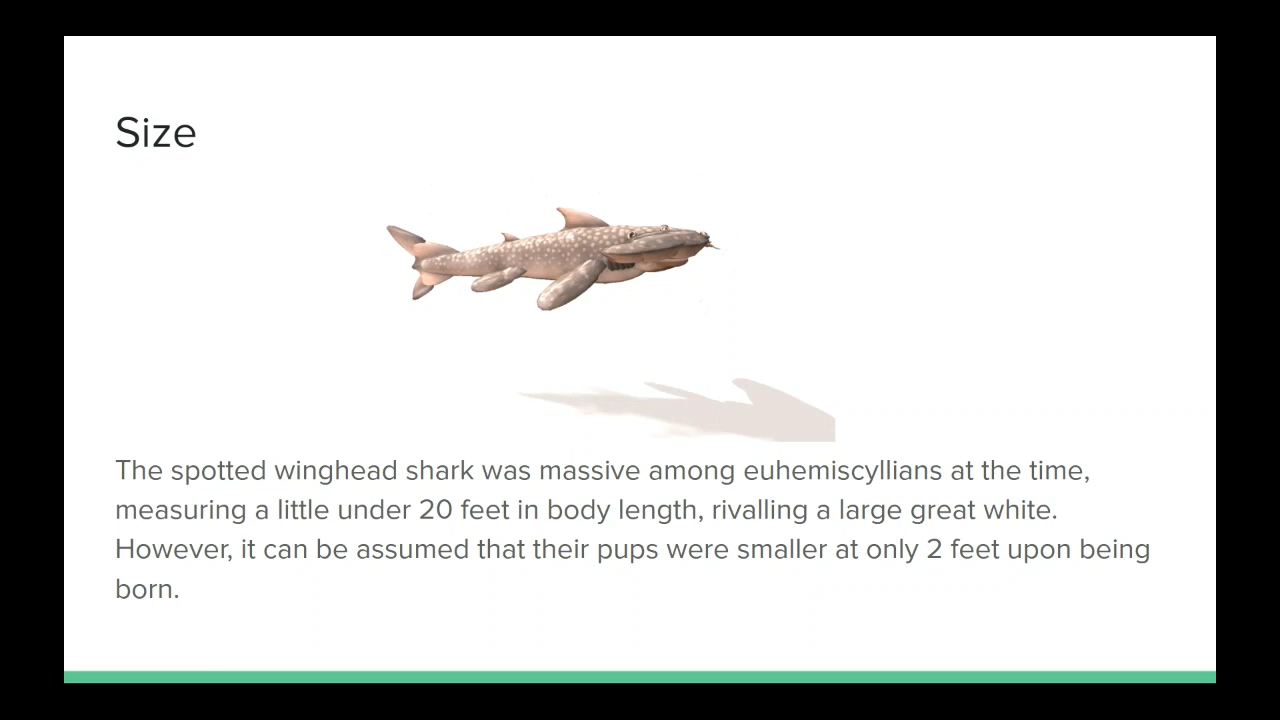 Size
The spotted winghead shark was massive among euhemiscyllians at the time,
measuring a little under 20 feet in body length, rivalling a large great white.
However, it can be assumed that their pups were smaller at only 2 feet upon being
born.